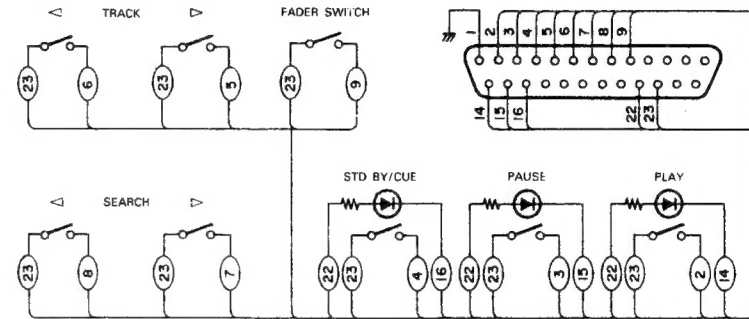 ◁ TRACK ▷ FADER SWITCH
1 2 3 4 5 6 7 8 9
23 6 23 5 23 9
14 15 16 22 23
◁ SEARCH ▷ STD BY/CUE PAUSE PLAY
23 8 23 7 22 23 4 16 22 23 3 15 22 23 2 14